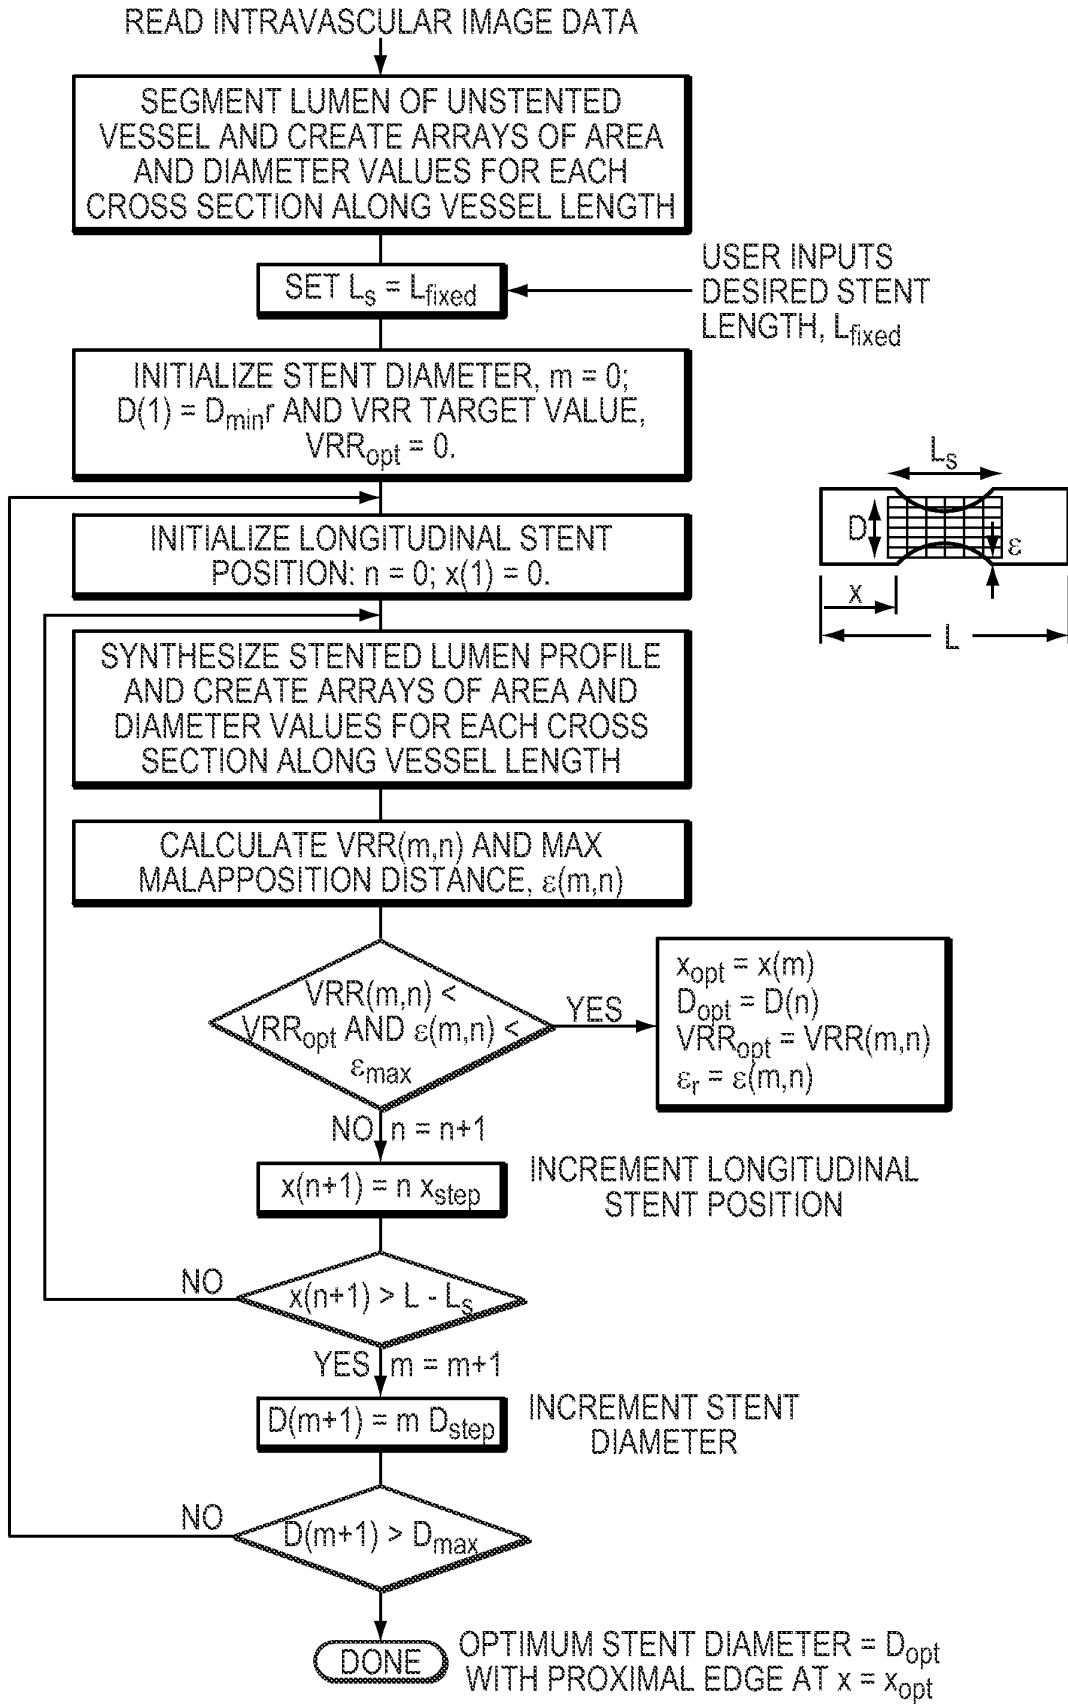 READ INTRAVASCULAR IMAGE DATA
SEGMENT LUMEN OF UNSTENTED
VESSEL AND CREATE ARRAYS OF AREA
AND DIAMETER VALUES FOR EACH
CROSS SECTION ALONG VESSEL LENGTH
SET Ls = Lfixed
USER INPUTS
DESIRED STENT
LENGTH, Lfixed
INITIALIZE STENT DIAMETER, m = 0;
D(1) = Dminr AND VRR TARGET VALUE,
VRRopt = 0.
INITIALIZE LONGITUDINAL STENT
POSITION: n = 0; x(1) = 0.
Ls
D
ε
x
L
SYNTHESIZE STENTED LUMEN PROFILE
AND CREATE ARRAYS OF AREA AND
DIAMETER VALUES FOR EACH CROSS
SECTION ALONG VESSEL LENGTH
CALCULATE VRR(m,n) AND MAX
MALAPPOSITION DISTANCE, ε(m,n)
VRR(m,n) <
VRRopt AND ε(m,n) <
εmax
YES
xopt = x(m)
Dopt = D(n)
VRRopt = VRR(m,n)
εr = ε(m,n)
NO n = n+1
x(n+1) = n xstep
INCREMENT LONGITUDINAL
STENT POSITION
NO
x(n+1) > L - Ls
YES m = m+1
D(m+1) = m Dstep
INCREMENT STENT
DIAMETER
NO
D(m+1) > Dmax
DONE
OPTIMUM STENT DIAMETER = Dopt
WITH PROXIMAL EDGE AT x = xopt